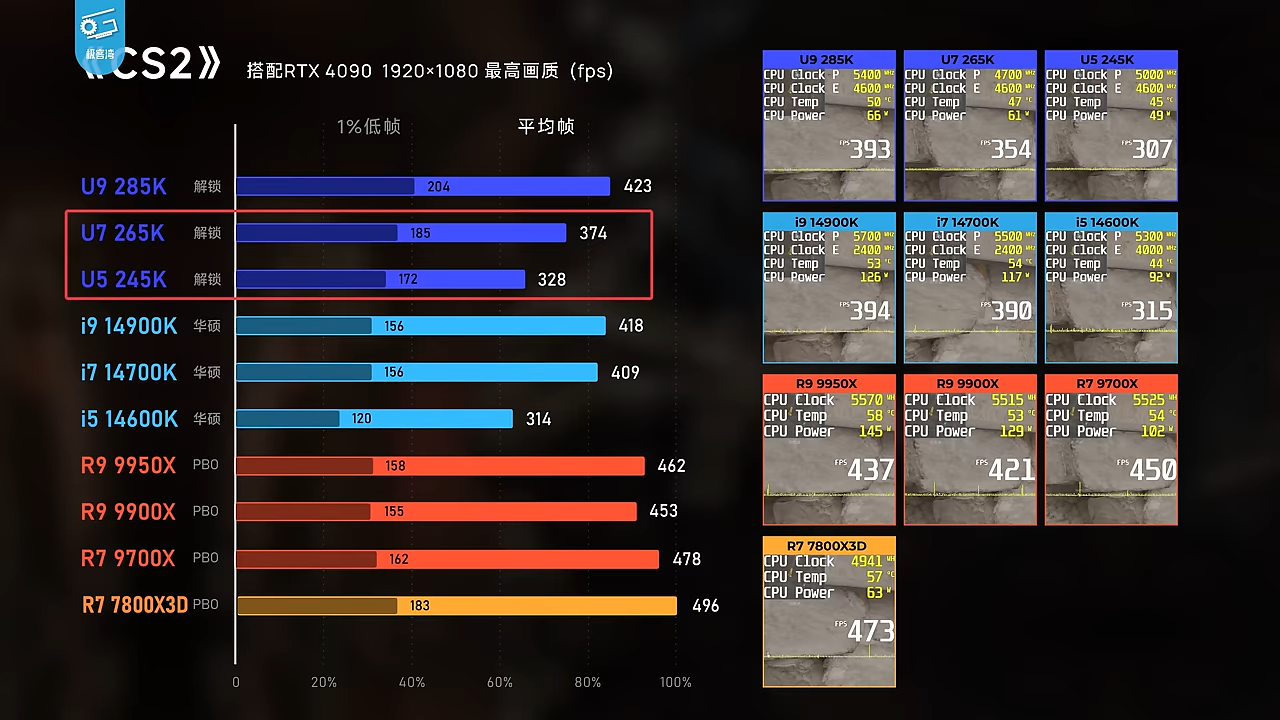 极客湾
《CS2》
搭配RTX 4090 1920×1080 最高画质 (fps)
1%低帧 平均帧
U9 285K 解锁 204 423
U7 265K 解锁 185 374
U5 245K 解锁 172 328
i9 14900K 华硕 156 418
i7 14700K 华硕 156 409
i5 14600K 华硕 120 314
R9 9950X PBO 158 462
R9 9900X PBO 155 453
R7 9700X PBO 162 478
R7 7800X3D PBO 183 496
0 20% 40% 60% 80% 100%
U9 285K
CPU Clock P 5400 MHz
CPU Clock E 4600 MHz
CPU Temp 50 °C
CPU Power 66 W
FPS 393
U7 265K
CPU Clock P 4700 MHz
CPU Clock E 4600 MHz
CPU Temp 47 °C
CPU Power 61 W
FPS 354
U5 245K
CPU Clock P 5000 MHz
CPU Clock E 4600 MHz
CPU Temp 45 °C
CPU Power 49 W
FPS 307
i9 14900K
CPU Clock P 5700 MHz
CPU Clock E 2400 MHz
CPU Temp 53 °C
CPU Power 126 W
FPS 394
i7 14700K
CPU Clock P 5500 MHz
CPU Clock E 2400 MHz
CPU Temp 54 °C
CPU Power 117 W
FPS 390
i5 14600K
CPU Clock P 5300 MHz
CPU Clock E 4000 MHz
CPU Temp 44 °C
CPU Power 92 W
FPS 315
R9 9950X
CPU Clock 5570 MH
CPU Temp 58 °C
CPU Power 145 W
FPS 437
R9 9900X
CPU Clock 5515 MH
CPU Temp 53 °C
CPU Power 129 W
FPS 421
R7 9700X
CPU Clock 5525 MH
CPU Temp 54 °C
CPU Power 102 W
FPS 450
R7 7800X3D
CPU Clock 4941 MH
CPU Temp 57 °C
CPU Power 63 W
FPS 473